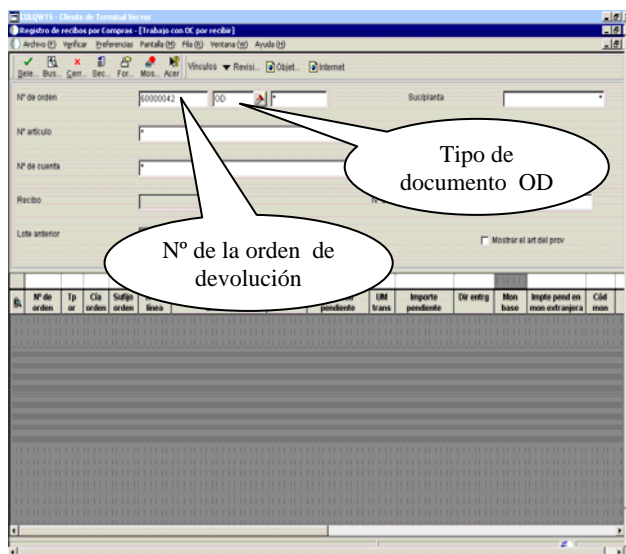 COLQWTS - Cliente de Terminal Server
Registro de recibos por Compras - [Trabajo con OC por recibir]
Archivo (F) Verificar Preferencias Pantalla (M) Fila (R) Ventana (W) Ayuda (H)
Sele... Bus... Cerr... Sec... For... Mos... Acer Vínculos Revisi... Objet... Internet
Nº de orden 60000042 OD * Suc/planta *
Nº artículo *
Nº de cuenta *
Recibo
Lote anterior Mostrar el art del prov
Tipo de
documento OD
Nº de la orden de
devolución
Nº de orden Tp or Cía orden Sufijo orden línea pendiente UM trans Importe pendiente Dir entrg Mon base Impte pend en mon extranjera Cód mon